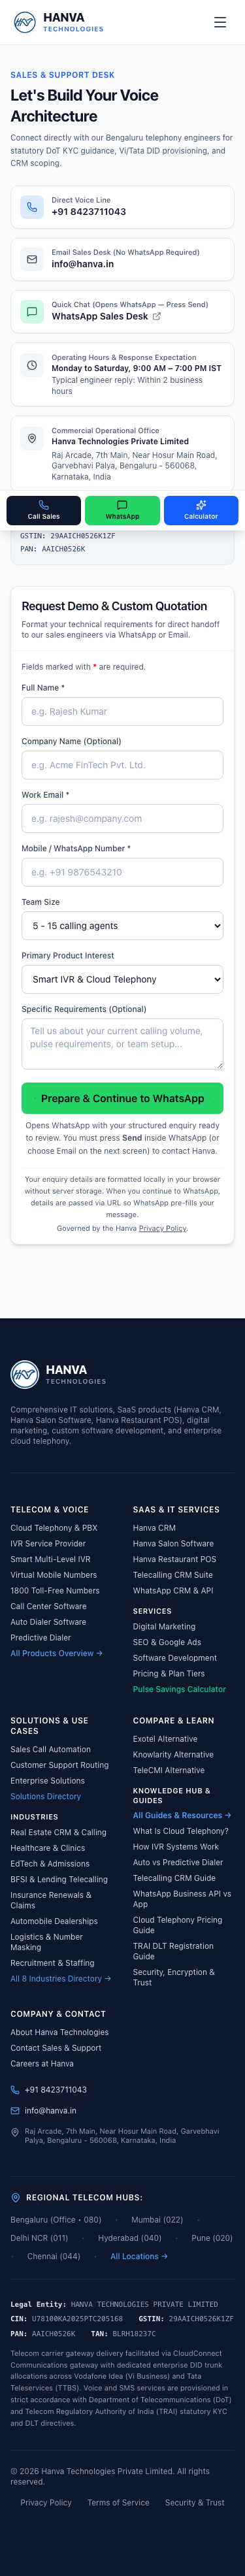 HANVA
TECHNOLOGIES
SALES & SUPPORT DESK
Let's Build Your Voice
Architecture
Connect directly with our Bengaluru telephony engineers for
statutory DoT KYC guidance, Vi/Tata DID provisioning, and
CRM scoping.
Direct Voice Line
+91 8423711043
Email Sales Desk (No WhatsApp Required)
info@hanva.in
Quick Chat (Opens WhatsApp — Press Send)
WhatsApp Sales Desk
Operating Hours & Response Expectation
Monday to Saturday, 9:00 AM – 7:00 PM IST
Typical engineer reply: Within 2 business
hours
Commercial Operational Office
Hanva Technologies Private Limited
Raj Arcade, 7th Main, Near Hosur Main Road,
Garvebhavi Palya, Bengaluru - 560068,
Karnataka, India
Call Sales
WhatsApp
Calculator
GSTIN: 29AAICH0526K1ZF
PAN: AAICH0526K
Request Demo & Custom Quotation
Format your technical requirements for direct handoff
to our sales engineers via WhatsApp or Email.
Fields marked with * are required.
Full Name *
e.g. Rajesh Kumar
Company Name (Optional)
e.g. Acme FinTech Pvt. Ltd.
Work Email *
e.g. rajesh@company.com
Mobile / WhatsApp Number *
e.g. +91 9876543210
Team Size
5 - 15 calling agents
Primary Product Interest
Smart IVR & Cloud Telephony
Specific Requirements (Optional)
Tell us about your current calling volume,
pulse requirements, or team setup...
Prepare & Continue to WhatsApp
Opens WhatsApp with your structured enquiry ready
to review. You must press Send inside WhatsApp (or
choose Email on the next screen) to contact Hanva.
Your enquiry details are formatted locally in your browser
without server storage. When you continue to WhatsApp,
details are passed via URL so WhatsApp pre-fills your
message.
Governed by the Hanva Privacy Policy.
HANVA
TECHNOLOGIES
Comprehensive IT solutions, SaaS products (Hanva CRM,
Hanva Salon Software, Hanva Restaurant POS), digital
marketing, custom software development, and enterprise
cloud telephony.
TELECOM & VOICE
Cloud Telephony & PBX
IVR Service Provider
Smart Multi-Level IVR
Virtual Mobile Numbers
1800 Toll-Free Numbers
Call Center Software
Auto Dialer Software
Predictive Dialer
All Products Overview →
SAAS & IT SERVICES
Hanva CRM
Hanva Salon Software
Hanva Restaurant POS
Telecalling CRM Suite
WhatsApp CRM & API
SERVICES
Digital Marketing
SEO & Google Ads
Software Development
Pricing & Plan Tiers
Pulse Savings Calculator
SOLUTIONS & USE
CASES
Sales Call Automation
Customer Support Routing
Enterprise Solutions
Solutions Directory
INDUSTRIES
Real Estate CRM & Calling
Healthcare & Clinics
EdTech & Admissions
BFSI & Lending Telecalling
Insurance Renewals &
Claims
Automobile Dealerships
Logistics & Number
Masking
Recruitment & Staffing
All 8 Industries Directory →
COMPARE & LEARN
Exotel Alternative
Knowlarity Alternative
TeleCMI Alternative
KNOWLEDGE HUB &
GUIDES
All Guides & Resources →
What Is Cloud Telephony?
How IVR Systems Work
Auto vs Predictive Dialer
Telecalling CRM Guide
WhatsApp Business API vs
App
Cloud Telephony Pricing
Guide
TRAI DLT Registration
Guide
Security, Encryption &
Trust
COMPANY & CONTACT
About Hanva Technologies
Contact Sales & Support
Careers at Hanva
+91 8423711043
info@hanva.in
Raj Arcade, 7th Main, Near Hosur Main Road, Garvebhavi
Palya, Bengaluru - 560068, Karnataka, India
REGIONAL TELECOM HUBS:
Bengaluru (Office • 080) · Mumbai (022) ·
Delhi NCR (011) · Hyderabad (040) · Pune (020)
· Chennai (044) · All Locations →
Legal Entity: HANVA TECHNOLOGIES PRIVATE LIMITED
CIN: U78100KA2025PTC205168 GSTIN: 29AAICH0526K1ZF
PAN: AAICH0526K TAN: BLRH18237C
Telecom carrier gateway delivery facilitated via CloudConnect
Communications gateway with dedicated enterprise DID trunk
allocations across Vodafone Idea (Vi Business) and Tata
Teleservices (TTBS). Voice and SMS services are provisioned in
strict accordance with Department of Telecommunications (DoT)
and Telecom Regulatory Authority of India (TRAI) statutory KYC
and DLT directives.
© 2026 Hanva Technologies Private Limited. All rights
reserved.
Privacy Policy Terms of Service Security & Trust